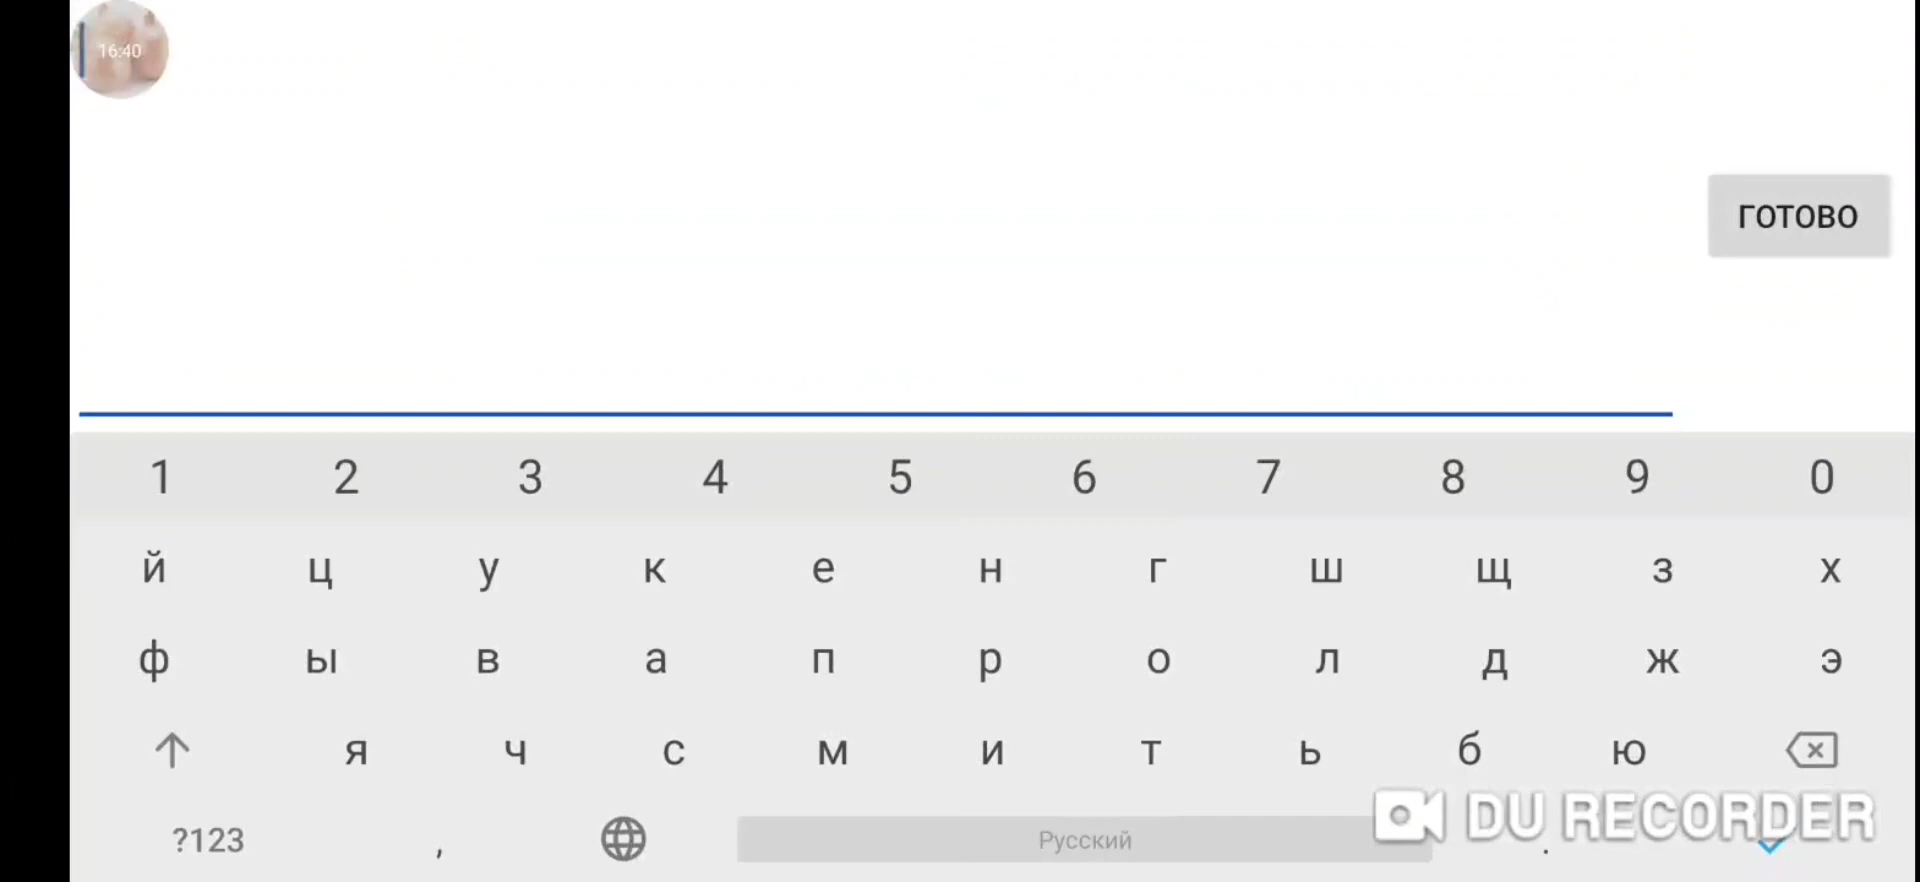 16:40
ГОТОВО
1 2 3 4 5 6 7 8 9 0
й ц у к е н г ш щ з х
ф ы в а п р о л д ж э
я ч с м и т ь б ю
?123 , Русский .
DU RECORDER